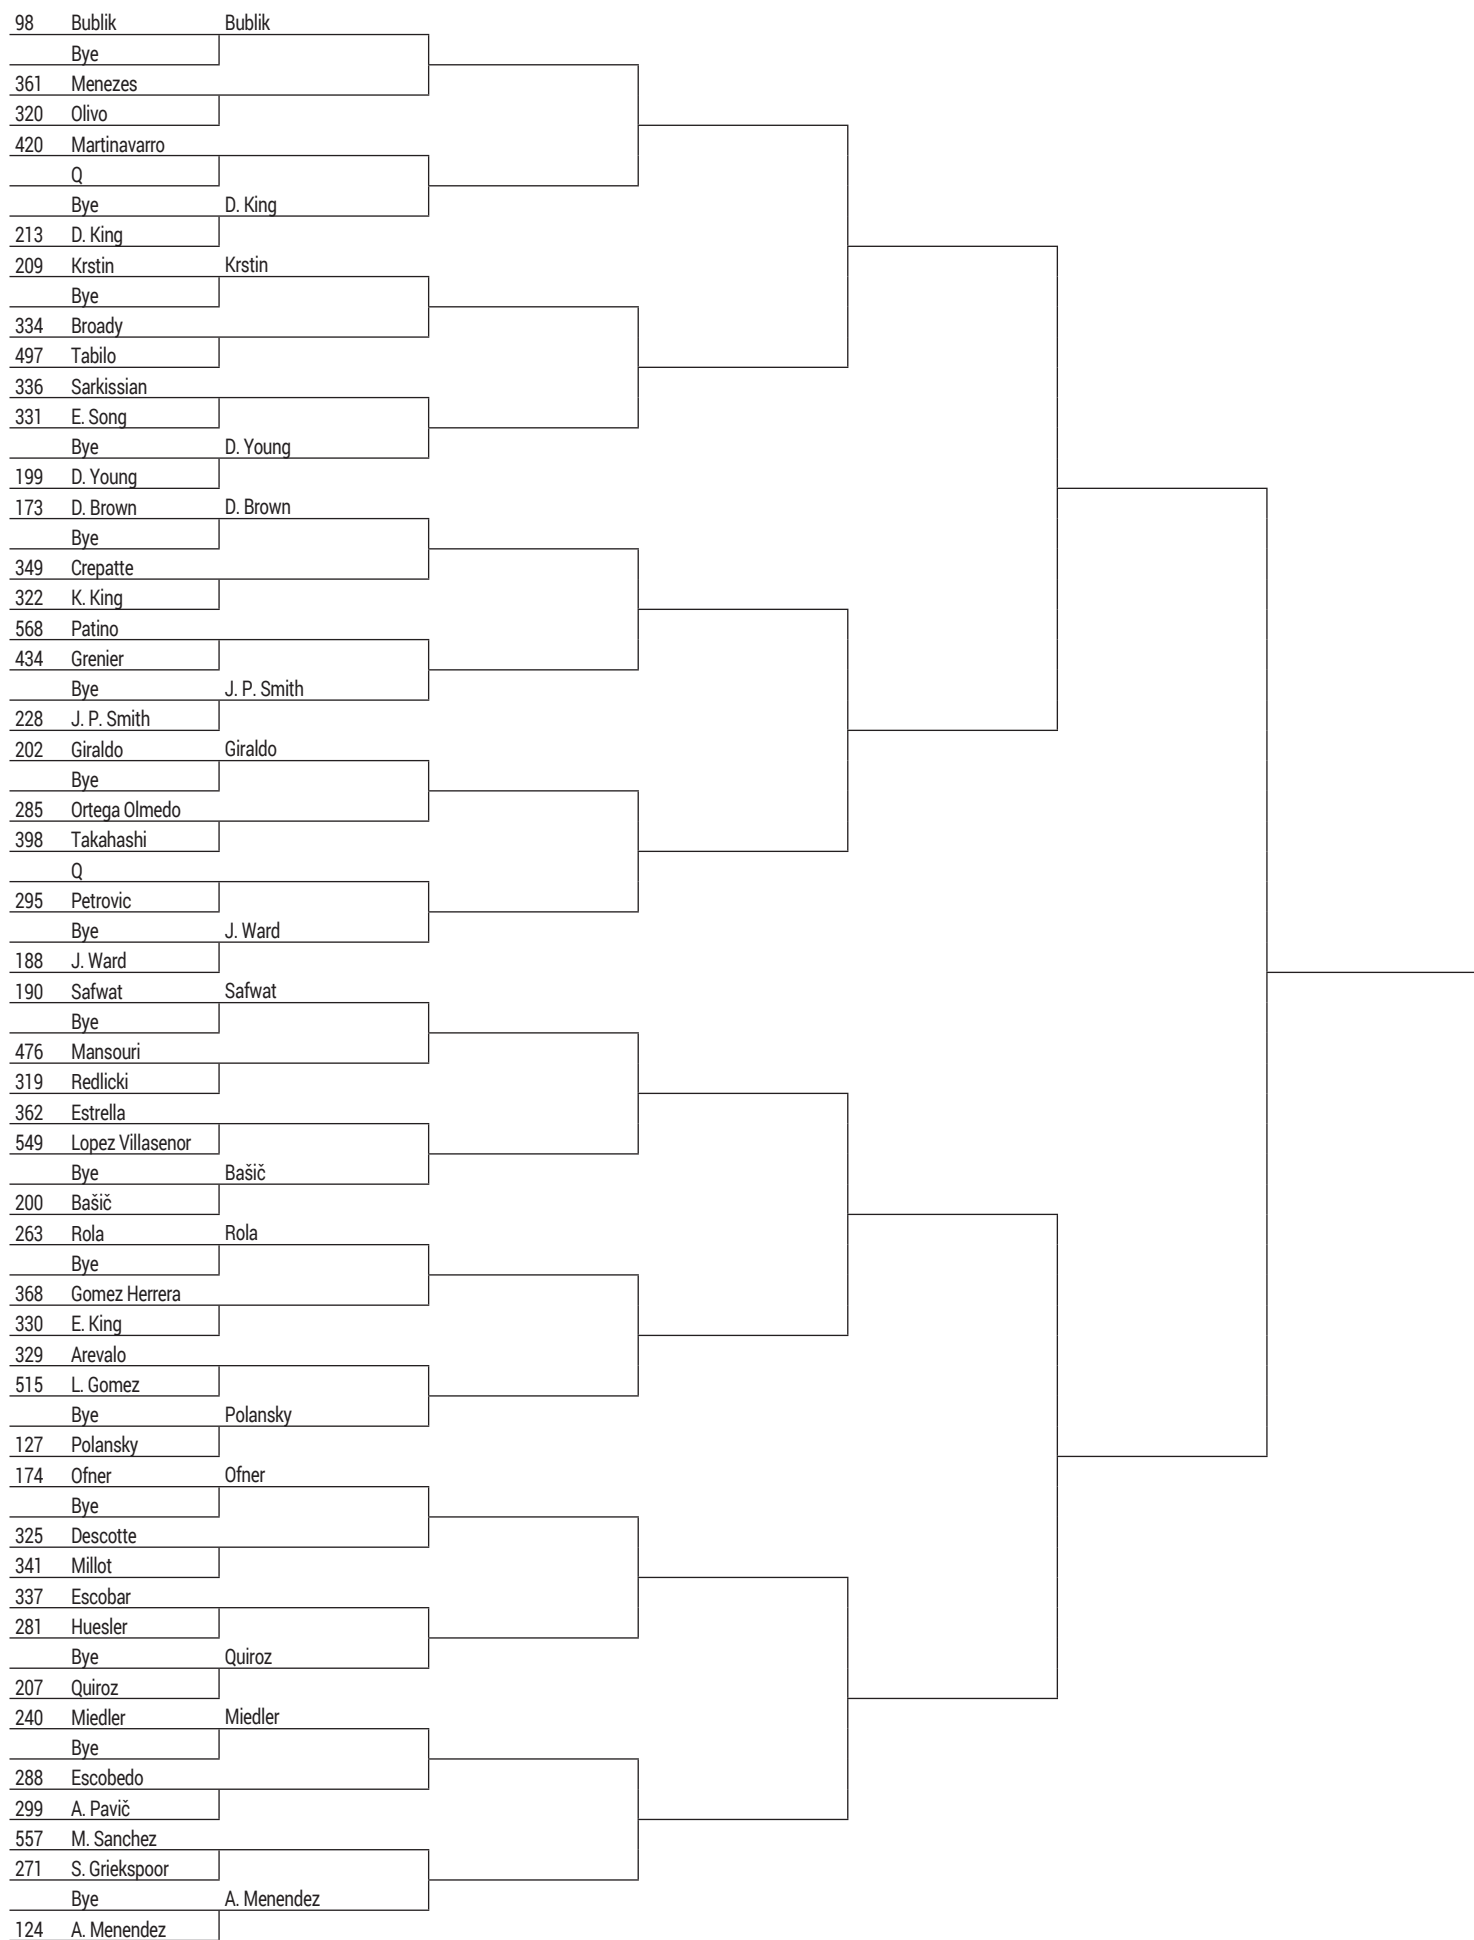 98 Bublik Bublik
Bye
361 Menezes
320 Olivo
420 Martinavarro
Q
Bye D. King
213 D. King
209 Krstin Krstin
Bye
334 Broady
497 Tabilo
336 Sarkissian
331 E. Song
Bye D. Young
199 D. Young
173 D. Brown D. Brown
Bye
349 Crepatte
322 K. King
568 Patino
434 Grenier
Bye J. P. Smith
228 J. P. Smith
202 Giraldo Giraldo
Bye
285 Ortega Olmedo
398 Takahashi
Q
295 Petrovic
Bye J. Ward
188 J. Ward
190 Safwat Safwat
Bye
476 Mansouri
319 Redlicki
362 Estrella
549 Lopez Villasenor
Bye Bašič
200 Bašič
263 Rola Rola
Bye
368 Gomez Herrera
330 E. King
329 Arevalo
515 L. Gomez
Bye Polansky
127 Polansky
174 Ofner Ofner
Bye
325 Descotte
341 Millot
337 Escobar
281 Huesler
Bye Quiroz
207 Quiroz
240 Miedler Miedler
Bye
288 Escobedo
299 A. Pavič
557 M. Sanchez
271 S. Griekspoor
Bye A. Menendez
124 A. Menendez